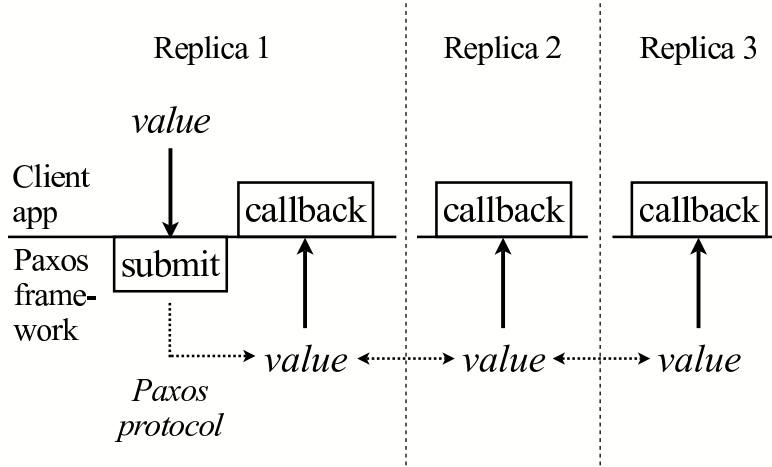 Replica 1
Replica 2
Replica 3
value
Client
app
callback
callback
callback
Paxos
frame-
work
submit
value
value
value
Paxos
protocol